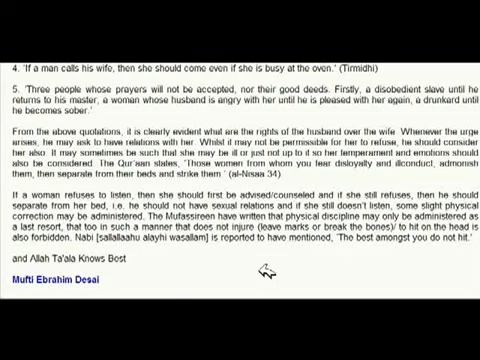 4. 'If a man calls his wife, then she should come even if she is busy at the oven.' (Tirmidhi)
5. 'Three people whose prayers will not be accepted, nor their good deeds. Firstly, a disobedient slave until he
returns to his master, a woman whose husband is angry with her until he is pleased with her again, a drunkard until
he becomes sober.'
From the above quotations, it is clearly evident what are the rights of the husband over the wife. Whenever the urge
arises, he may ask to have relations with her. Whilst it may not be permissible for her to refuse, he should consider
her also. It may sometimes be such that she may be ill or just not up to it so her temperament and emotions should
also be considered. The Qur'aan states, 'Those women from whom you fear disloyalty and illconduct, admonish
them, then separate from their beds and strike them.' (al-Nisaa 34)
If a woman refuses to listen, then she should first be advised/counseled and if she still refuses, then he should
separate from her bed, i.e. he should not have sexual relations and if she still doesn't listen, some slight physical
correction may be administered. The Mufassireen have written that physical discipline may only be administered as
a last resort, that too in such a manner that does not injure (leave marks or break the bones)/ to hit on the head is
also forbidden. Nabi [sallallaahu alayhi wasallam] is reported to have mentioned, 'The best amongst you do not hit.'
and Allah Ta'ala Knows Best
Mufti Ebrahim Desai